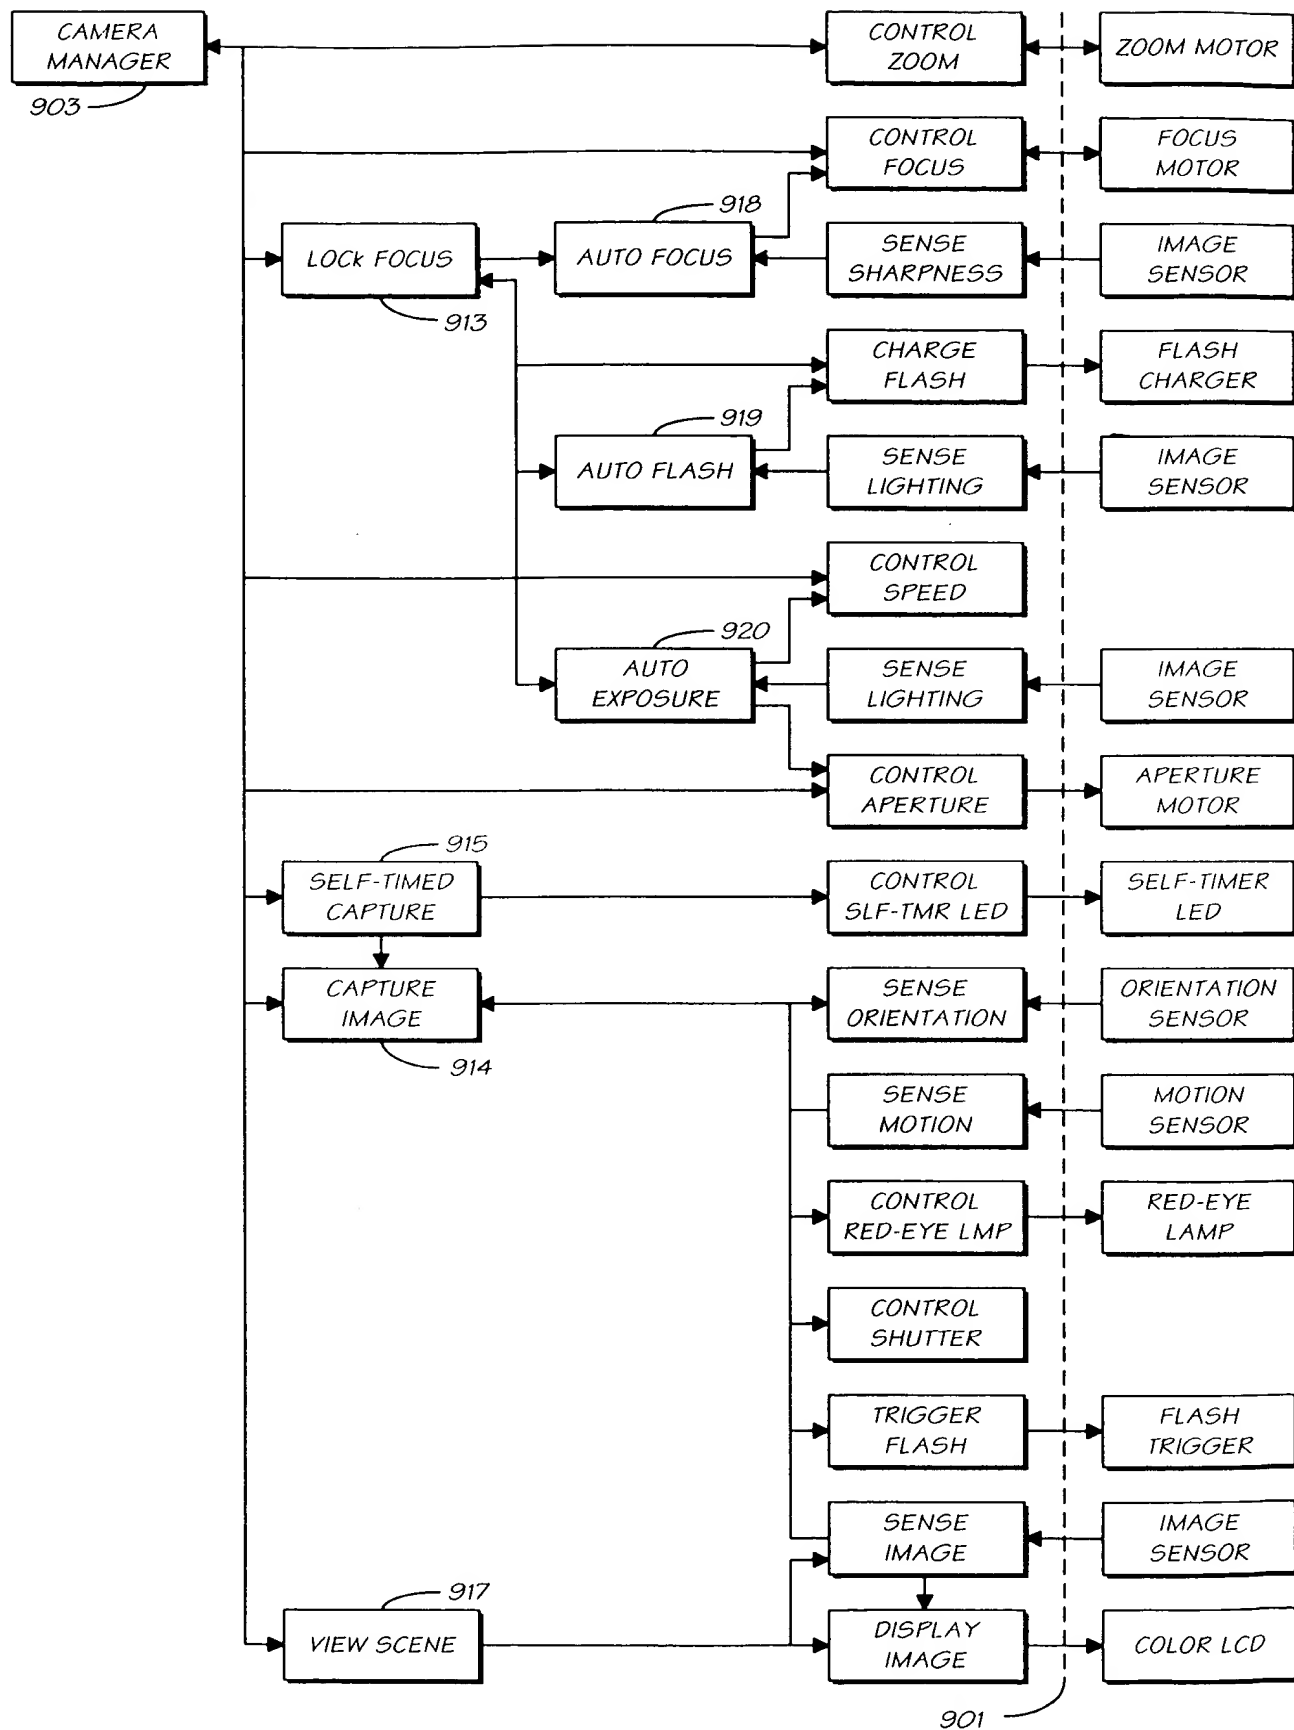 CAMERA
MANAGER
903
CONTROL
ZOOM
ZOOM MOTOR
CONTROL
FOCUS
FOCUS
MOTOR
918
LOCK FOCUS
913
AUTO FOCUS
SENSE
SHARPNESS
IMAGE
SENSOR
CHARGE
FLASH
FLASH
CHARGER
919
AUTO FLASH
SENSE
LIGHTING
IMAGE
SENSOR
CONTROL
SPEED
920
AUTO
EXPOSURE
SENSE
LIGHTING
IMAGE
SENSOR
CONTROL
APERTURE
APERTURE
MOTOR
915
SELF-TIMED
CAPTURE
CONTROL
SLF-TMR LED
SELF-TIMER
LED
CAPTURE
IMAGE
914
SENSE
ORIENTATION
ORIENTATION
SENSOR
SENSE
MOTION
MOTION
SENSOR
CONTROL
RED-EYE LMP
RED-EYE
LAMP
CONTROL
SHUTTER
TRIGGER
FLASH
FLASH
TRIGGER
SENSE
IMAGE
IMAGE
SENSOR
917
VIEW SCENE
DISPLAY
IMAGE
COLOR LCD
901